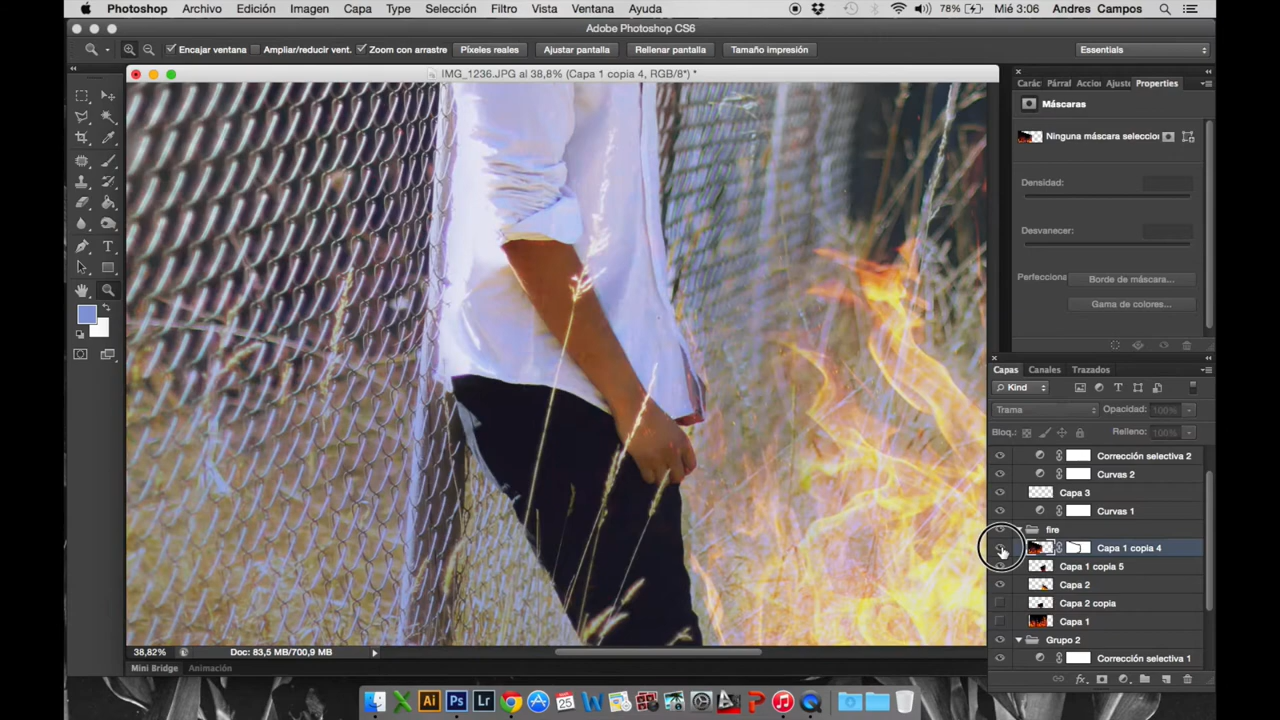 Photoshop Archivo Edición Imagen Capa Type Selección Filtro Vista Ventana Ayuda 78% Mié 3:06 Andres Campos
Adobe Photoshop CS6
Encajar ventana Ampliar/reducir vent. Zoom con arrastre Píxeles reales Ajustar pantalla Rellenar pantalla Tamaño impresión Essentials
IMG_1236.JPG al 38,8% (Capa 1 copia 4, RGB/8*) *
Carác Párraf Accio Ajuste Properties
Máscaras
Ninguna máscara seleccior
Densidad:
Desvanecer:
Perfecciona
Borde de máscara...
Gama de colores...
Capas Canales Trazados
Kind
Trama Opacidad: 100%
Bloq.: Relleno: 100%
Corrección selectiva 2
Curvas 2
Capa 3
Curvas 1
fire
Capa 1 copia 4
Capa 1 copia 5
Capa 2
Capa 2 copia
Capa 1
Grupo 2
Corrección selectiva 1
38,82% Doc: 83,5 MB/700,9 MB
Mini Bridge Animación
Ai Ps Lr
25